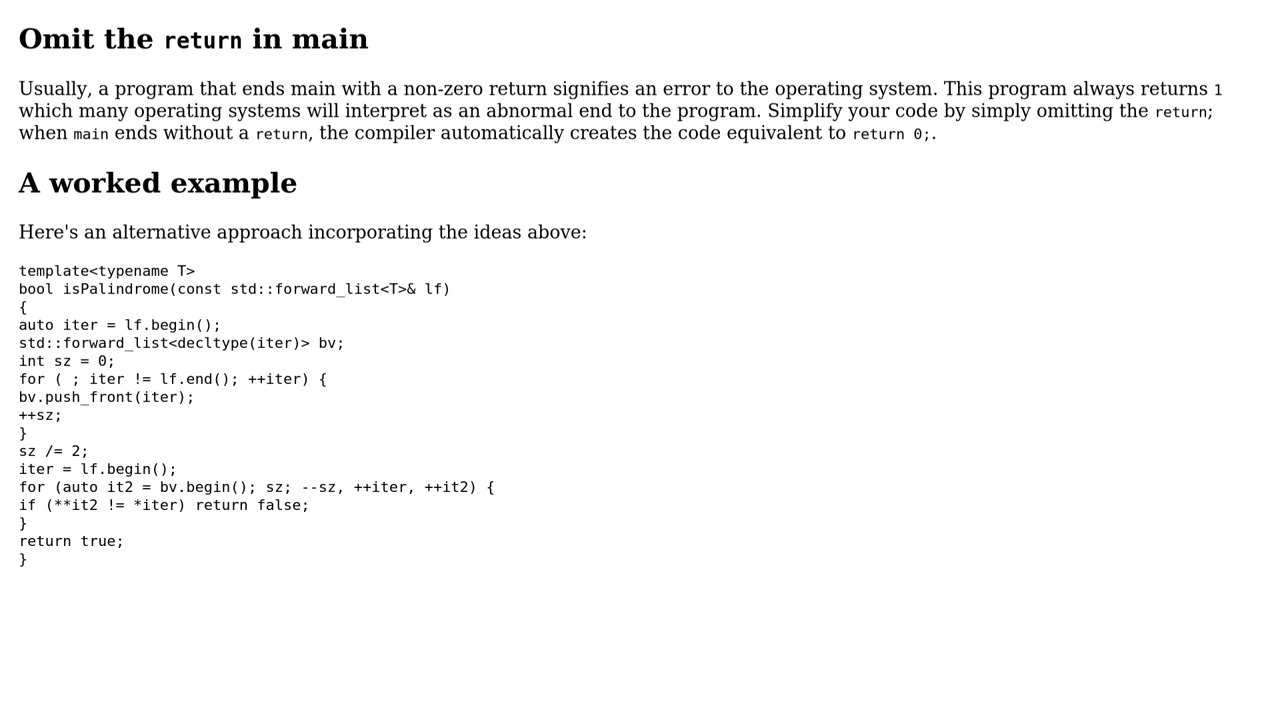 Omit the return in main
Usually, a program that ends main with a non-zero return signifies an error to the operating system. This program always returns 1
which many operating systems will interpret as an abnormal end to the program. Simplify your code by simply omitting the return;
when main ends without a return, the compiler automatically creates the code equivalent to return 0;.
A worked example
Here's an alternative approach incorporating the ideas above:
template<typename T>
bool isPalindrome(const std::forward_list<T>& lf)
{
auto iter = lf.begin();
std::forward_list<decltype(iter)> bv;
int sz = 0;
for ( ; iter != lf.end(); ++iter) {
bv.push_front(iter);
++sz;
}
sz /= 2;
iter = lf.begin();
for (auto it2 = bv.begin(); sz; --sz, ++iter, ++it2) {
if (**it2 != *iter) return false;
}
return true;
}